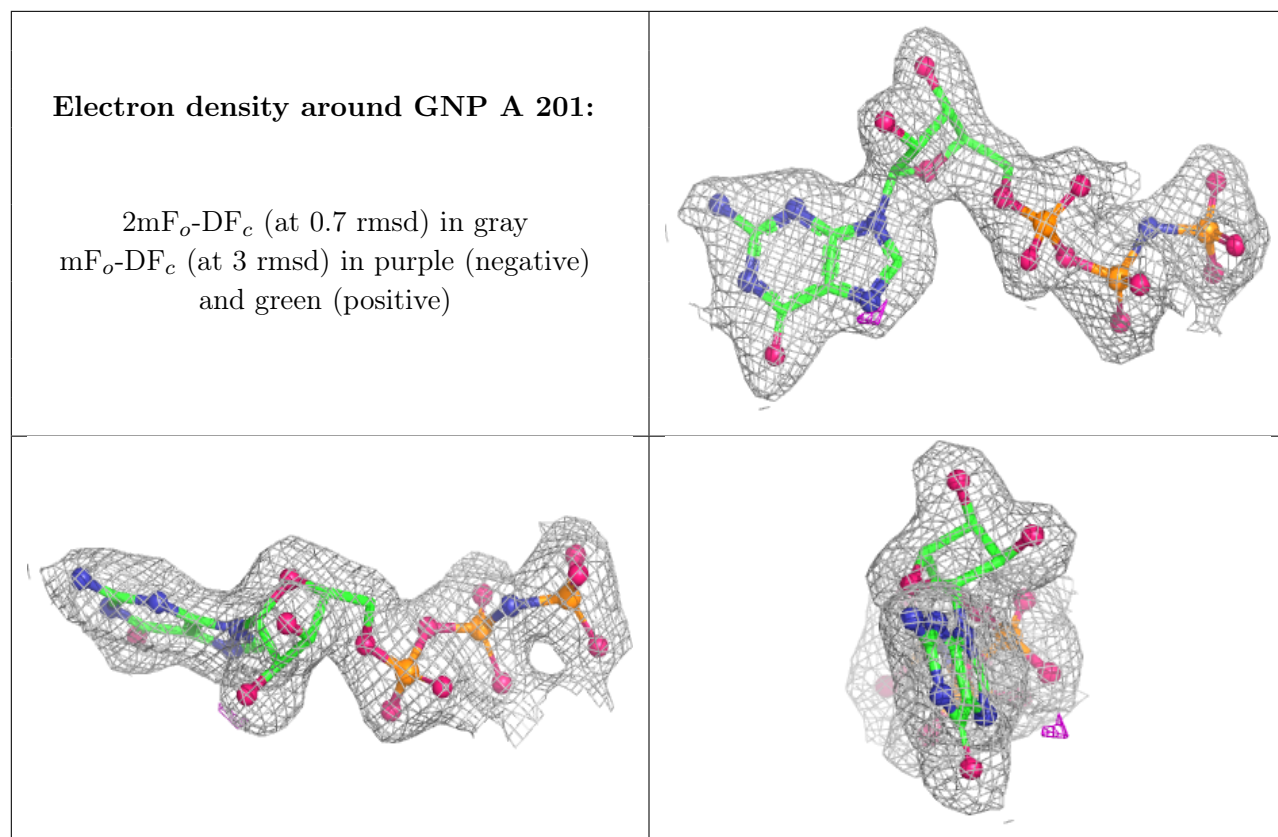 Electron density around GNP A 201:
2mFo-DFc (at 0.7 rmsd) in gray
mFo-DFc (at 3 rmsd) in purple (negative)
and green (positive)